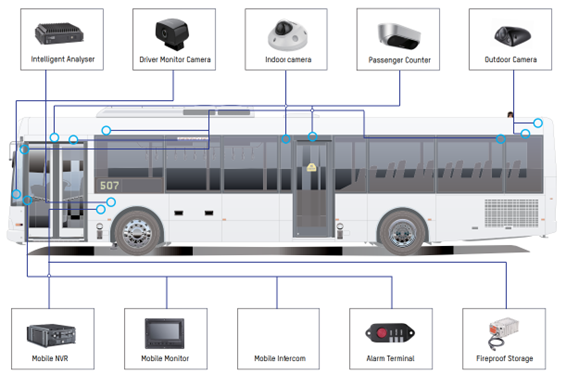 Intelligent Analyser
Driver Monitor Camera
Indoor camera
Passenger Counter
Outdoor Camera
507
Mobile NVR
Mobile Monitor
Mobile Intercom
Alarm Terminal
Fireproof Storage